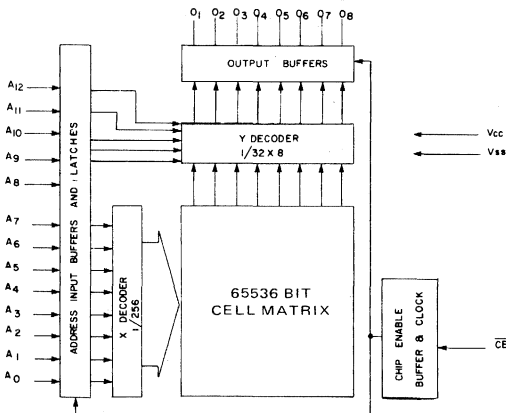 O1 O2 O3 O4 O5 O6 O7 O8
OUTPUT BUFFERS
A12
A11
A10
A9
A8
A7
A6
A5
A4
A3
A2
A1
A0
ADDRESS INPUT BUFFERS AND LATCHES
Y DECODER
1/32 X 8
VCC
VSS
X DECODER
1/256
65536 BIT
CELL MATRIX
CHIP ENABLE
BUFFER & CLOCK
C̅E̅